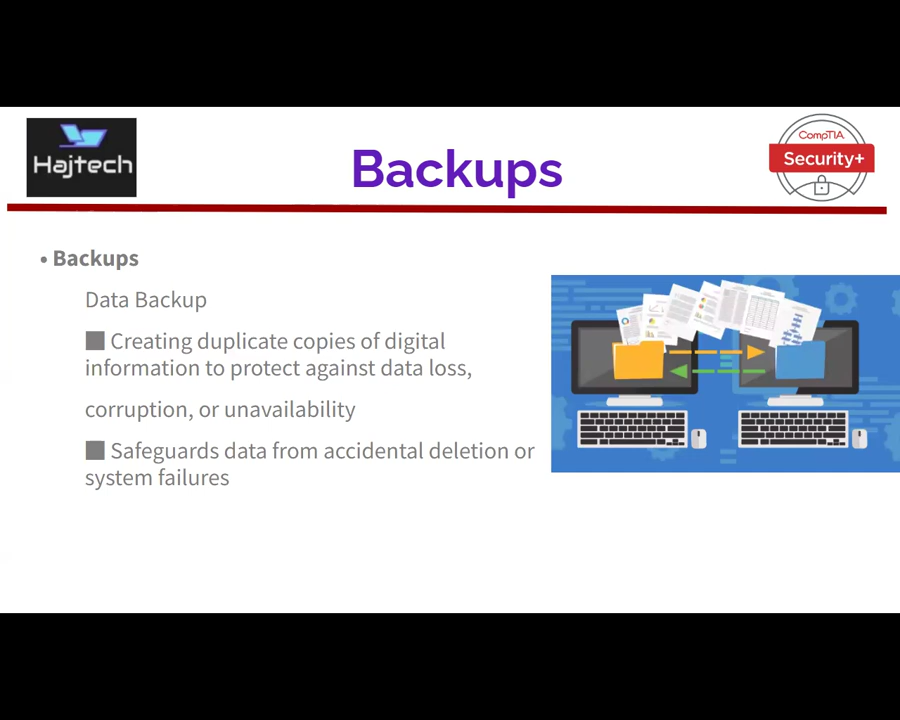 Hajtech
Backups
CompTIA
Security+
• Backups
Data Backup
■ Creating duplicate copies of digital
information to protect against data loss,
corruption, or unavailability
■ Safeguards data from accidental deletion or
system failures